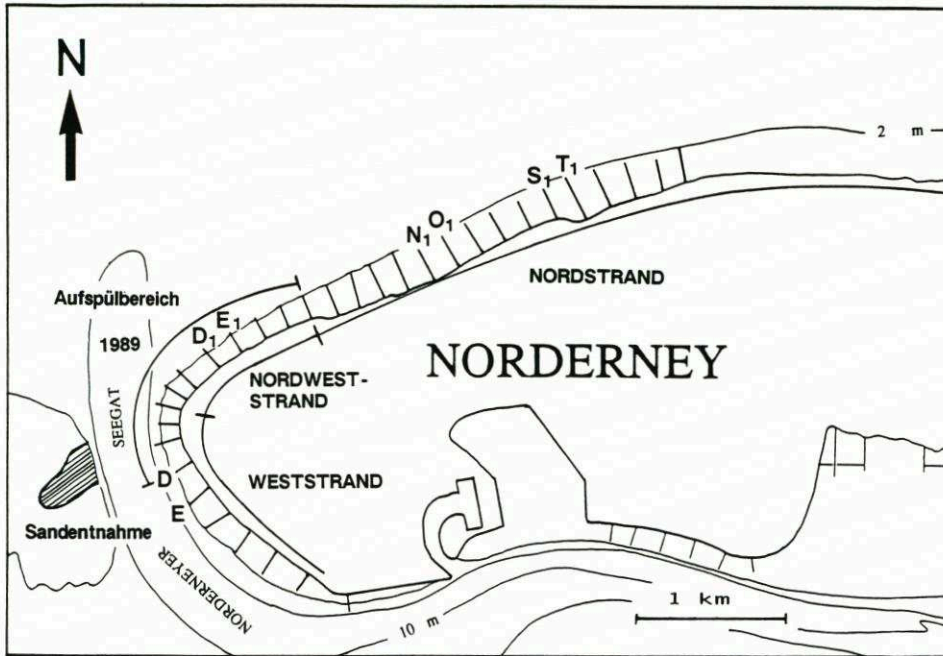 N
2 m
S₁ T₁
N₁ O₁
NORDSTRAND
Aufspülbereich
1989
D₁ E₁
NORDERNEY
NORDWEST-
STRAND
SEEGAT
WESTSTRAND
D
E
Sandentnahme
NORDERNEYER
10 m
1 km